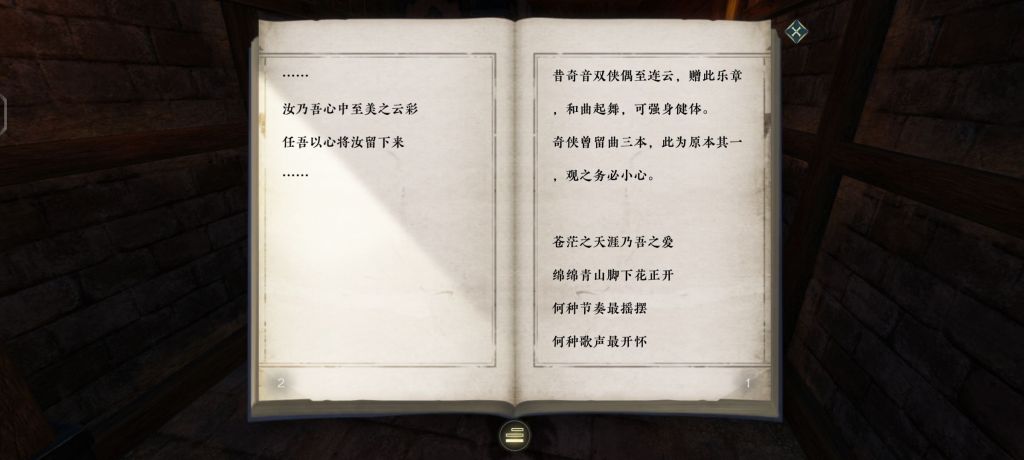 昔奇音双侠偶至连云，赠此乐章
，和曲起舞，可强身健体。
奇侠曾留曲三本，此为原本其一
，观之务必小心。
苍茫之天涯乃吾之爱
绵绵青山脚下花正开
何种节奏最摇摆
何种歌声最开怀
1
……
汝乃吾心中至美之云彩
任吾以心将汝留下来
……
2